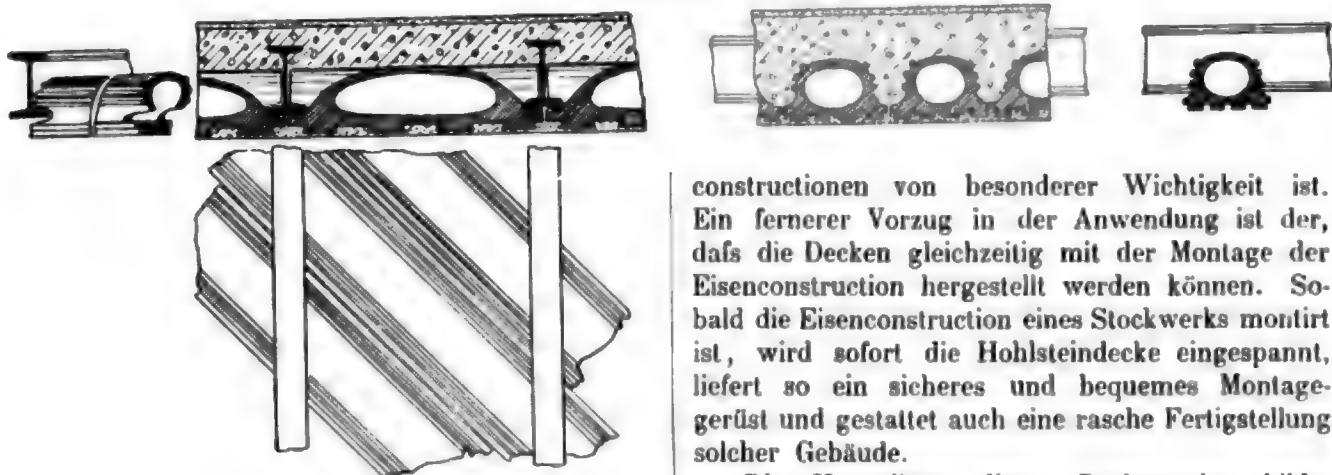 constructionen von besonderer Wichtigkeit ist.
Ein fernerer Vorzug in der Anwendung ist der,
daſs die Decken gleichzeitig mit der Montage der
Eisenconstruction hergestellt werden können. So-
bald die Eisenconstruction eines Stockwerks montirt
ist, wird sofort die Hohlsteindecke eingespannt,
liefert so ein sicheres und bequemes Montage-
gerüst und gestattet auch eine rasche Fertigstellung
solcher Gebäude.